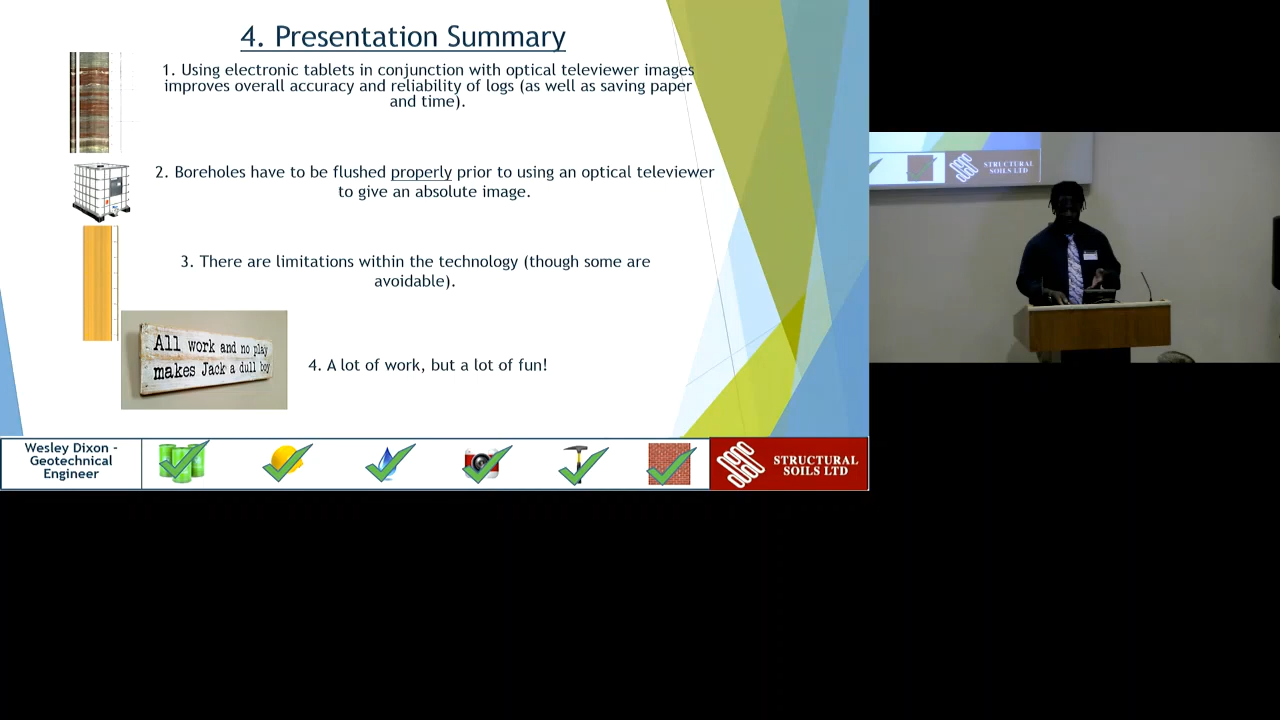 4. Presentation Summary
1. Using electronic tablets in conjunction with optical televiewer images
improves overall accuracy and reliability of logs (as well as saving paper
and time).
2. Boreholes have to be flushed properly prior to using an optical televiewer
to give an absolute image.
3. There are limitations within the technology (though some are
avoidable).
All work and no play
makes Jack a dull boy
4. A lot of work, but a lot of fun!
Wesley Dixon -
Geotechnical
Engineer
STRUCTURAL
SOILS LTD
STRUCTURAL
SOILS LTD